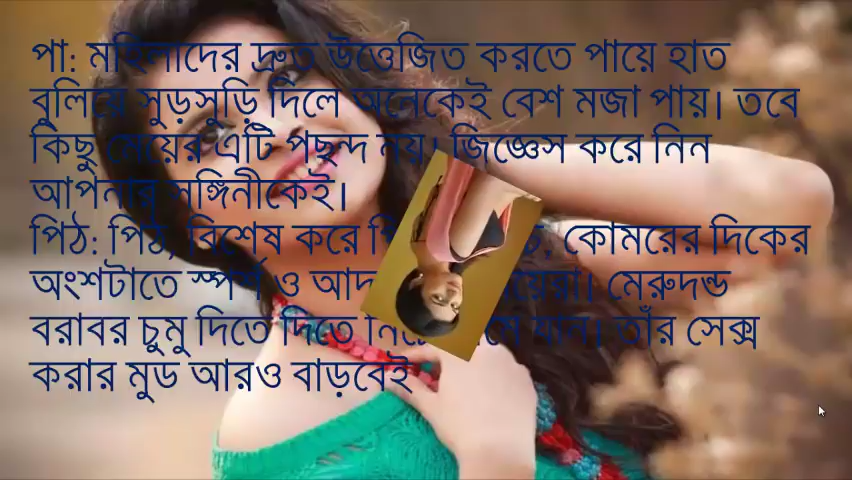 পা: মহিলাদের দ্রুত উত্তেজিত করতে পায়ে হাত
বুলিয়ে সুড়সুড়ি দিলে অনেকেই বেশ মজা পায়। তবে
কিছু মেয়ের এটি পছন্দ নয়। জিজ্ঞেস করে নিন
আপনার সঙ্গিনীকেই।
পিঠ: পিঠ, বিশেষ করে কোমরের দিকের
অংশটাতে স্পর্শ ও মেরুদন্ড
বরাবর চুমু দিতে দিতে যান। তাঁর সেক্স
করার মুড আরও বাড়বেই